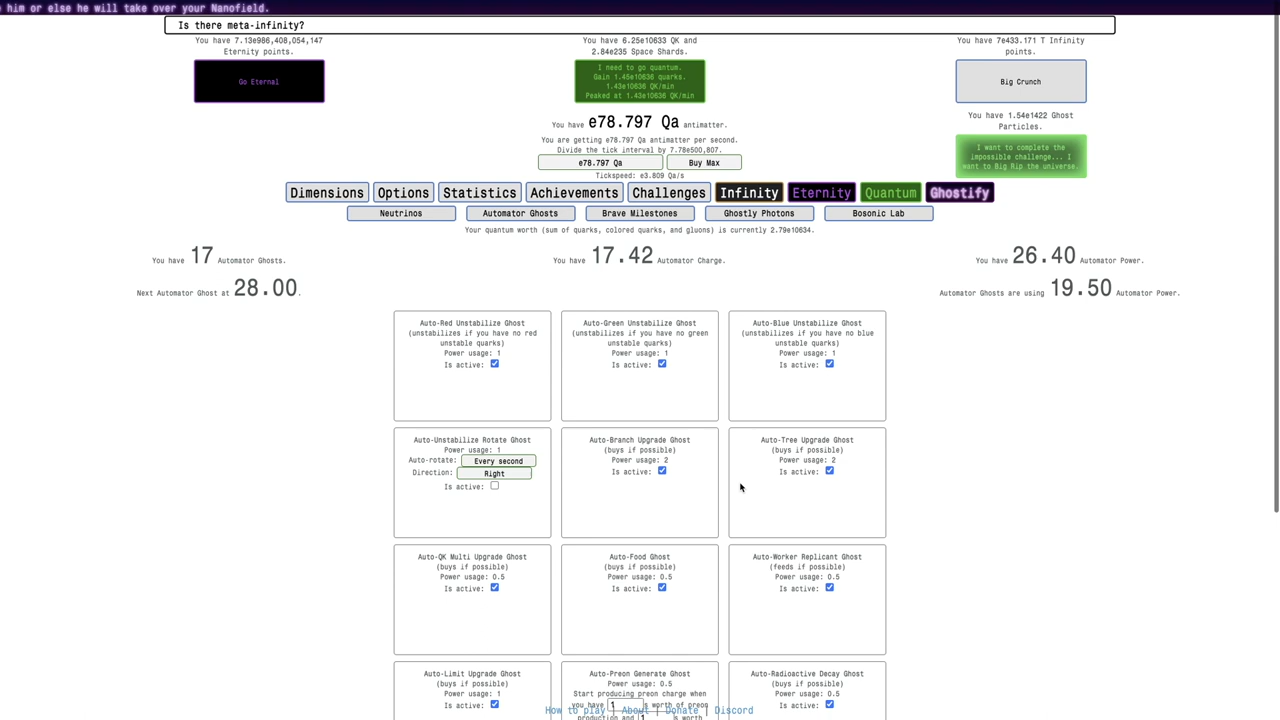 him or else he will take over your Nanofield.
Is there meta-infinity?
You have 7.13e986,408,054,147
Eternity points.
Go Eternal
You have 6.25e10633 QK and
2.84e235 Space Shards.
I need to go quantum.
Gain 1.45e10636 quarks.
1.43e10636 QK/min
Peaked at 1.43e10636 QK/min
You have 7e433.171 T Infinity
points.
Big Crunch
You have e78.797 Qa antimatter.
You are getting e78.797 Qa antimatter per second.
Divide the tick interval by 7.78e500,807.
e78.797 Qa
Buy Max
Tickspeed: e3.809 Qa/s
You have 1.54e1422 Ghost
Particles.
I want to complete the
impossible challenge... I
want to Big Rip the universe.
Dimensions
Options
Statistics
Achievements
Challenges
Infinity
Eternity
Quantum
Ghostify
Neutrinos
Automator Ghosts
Brave Milestones
Ghostly Photons
Bosonic Lab
Your quantum worth (sum of quarks, colored quarks, and gluons) is currently 2.79e10634.
You have 17 Automator Ghosts.
You have 17.42 Automator Charge.
You have 26.40 Automator Power.
Next Automator Ghost at 28.00.
Automator Ghosts are using 19.50 Automator Power.
Auto-Red Unstabilize Ghost
(unstabilizes if you have no red
unstable quarks)
Power usage: 1
Is active:
Auto-Green Unstabilize Ghost
(unstabilizes if you have no green
unstable quarks)
Power usage: 1
Is active:
Auto-Blue Unstabilize Ghost
(unstabilizes if you have no blue
unstable quarks)
Power usage: 1
Is active:
Auto-Unstabilize Rotate Ghost
Power usage: 1
Auto-rotate: Every second
Direction: Right
Is active:
Auto-Branch Upgrade Ghost
(buys if possible)
Power usage: 2
Is active:
Auto-Tree Upgrade Ghost
(buys if possible)
Power usage: 2
Is active:
Auto-QK Multi Upgrade Ghost
(buys if possible)
Power usage: 0.5
Is active:
Auto-Food Ghost
(buys if possible)
Power usage: 0.5
Is active:
Auto-Worker Replicant Ghost
(feeds if possible)
Power usage: 0.5
Is active:
Auto-Limit Upgrade Ghost
(buys if possible)
Power usage: 1
Is active:
Auto-Preon Generate Ghost
Power usage: 0.5
Start producing preon charge when
you have 1 s worth of preon
production and 1 s worth
Auto-Radioactive Decay Ghost
(buys if possible)
Power usage: 0.5
Is active:
How to play | About | Donate | Discord